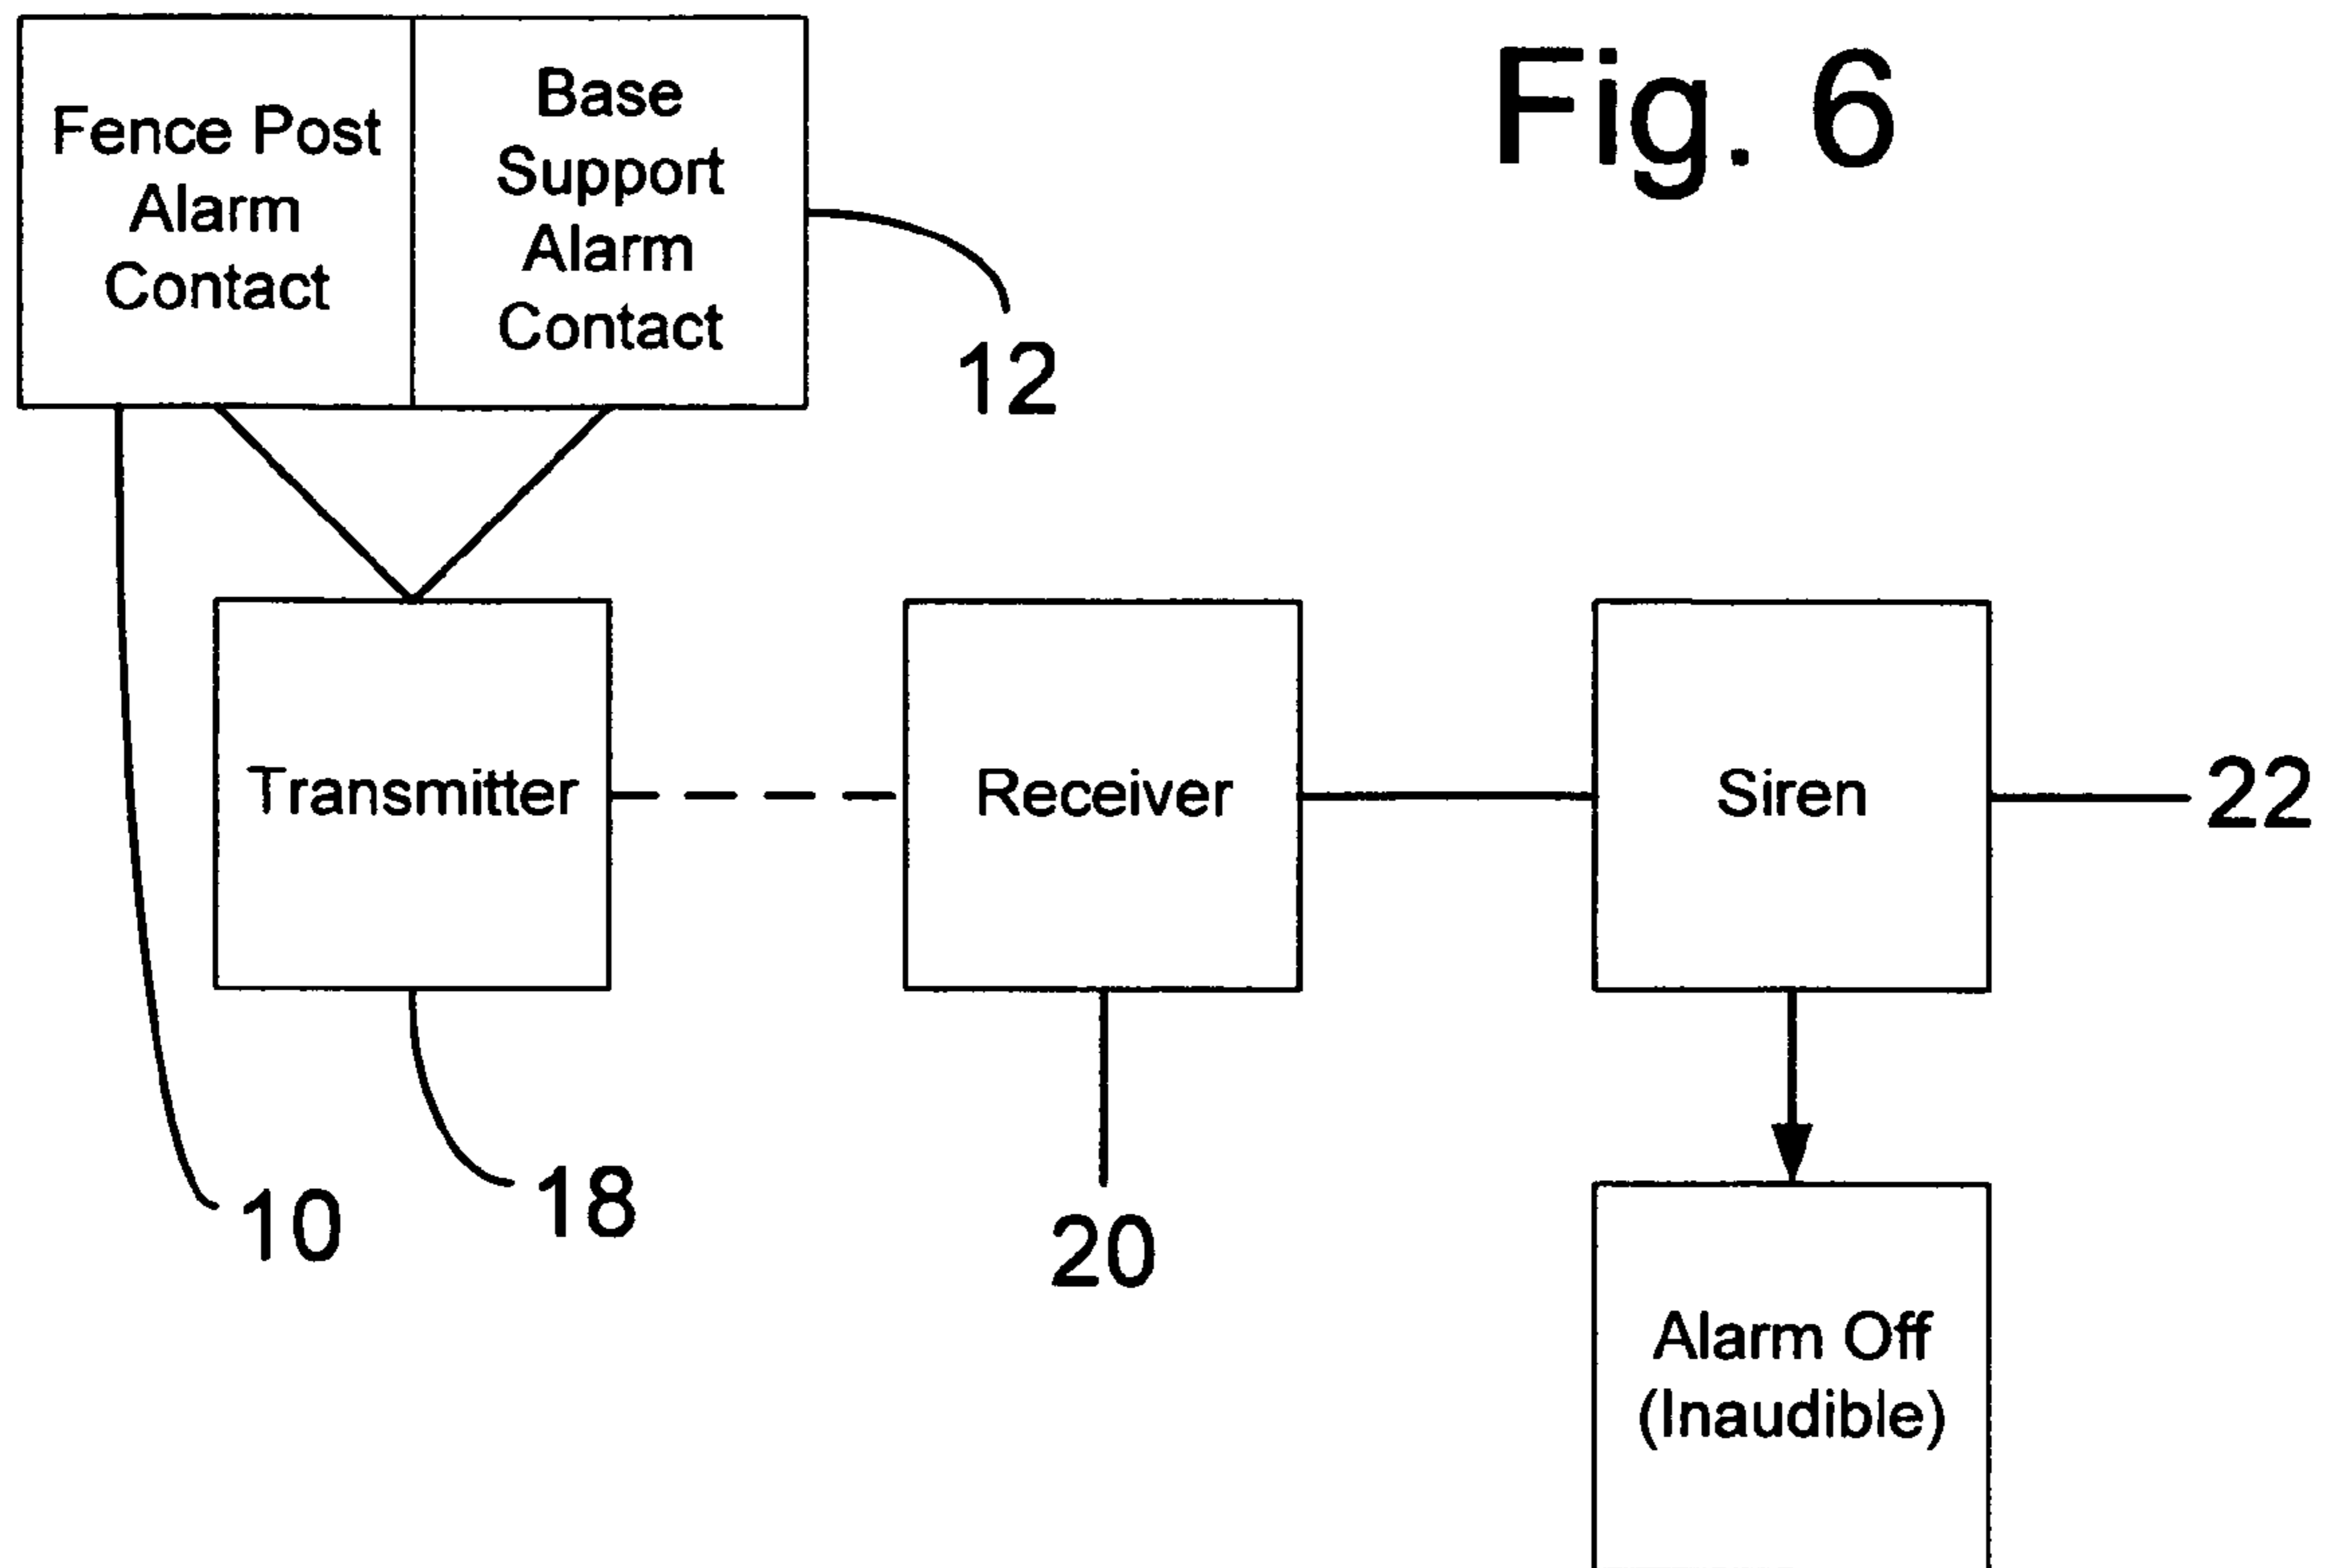 Fig. 6
Fence Post
Alarm
Contact
Base
Support
Alarm
Contact
12
Transmitter
Receiver
Siren
22
10
18
20
Alarm Off
(Inaudible)